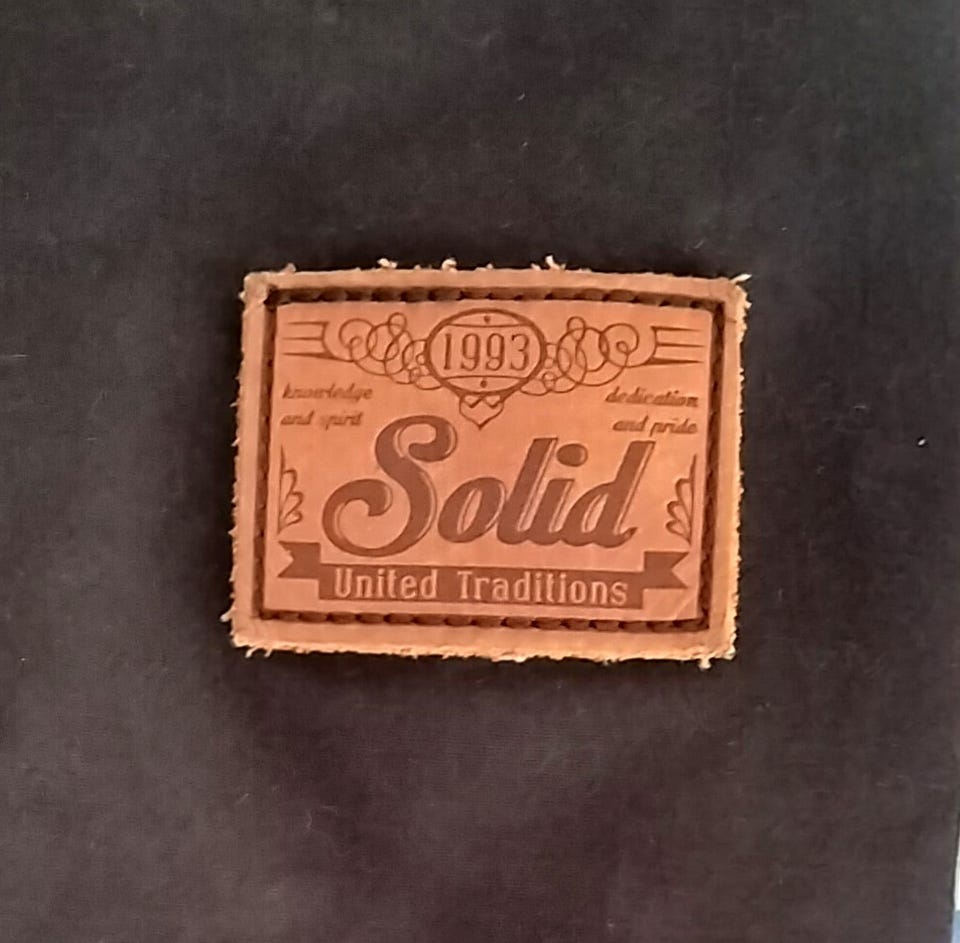 1993
knowledge
and spirit
dedication
and pride
Solid
United Traditions